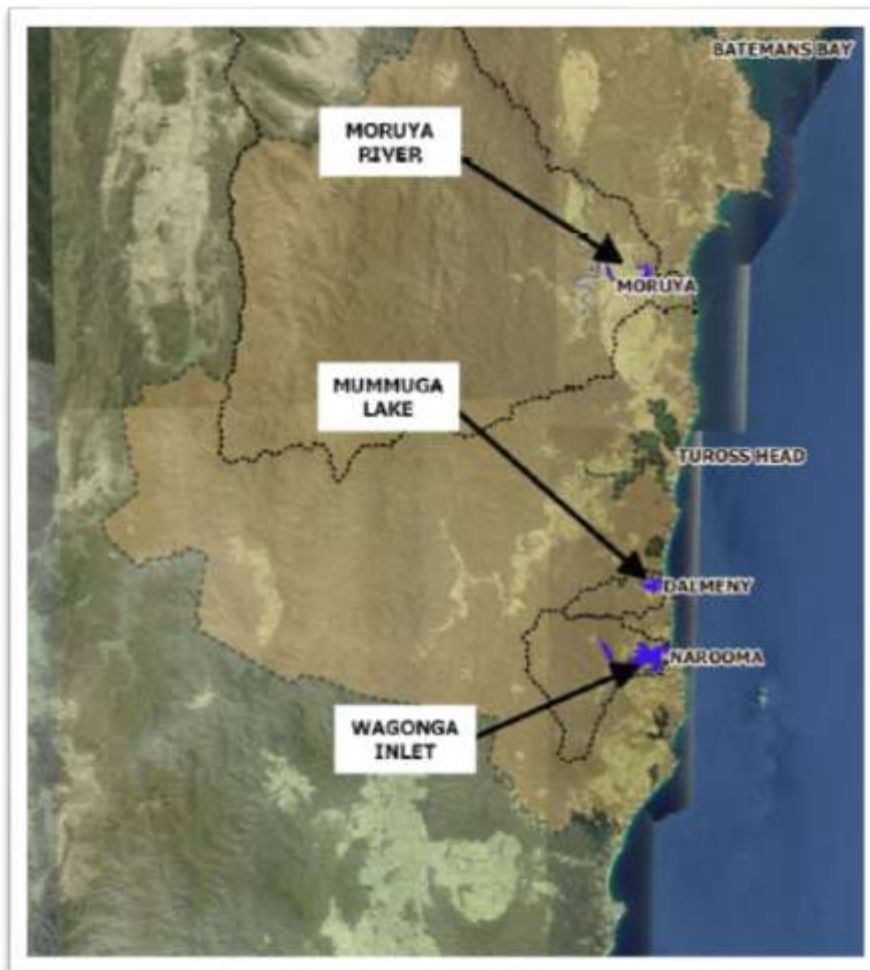 BATEMANS BAY
MORUYA
RIVER
MORUYA
MUMMUGA
LAKE
TUROSS HEAD
DALMENY
NAROOMA
WAGONGA
INLET